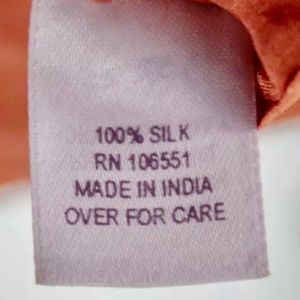 100% SILK
RN 106551
MADE IN INDIA
OVER FOR CARE